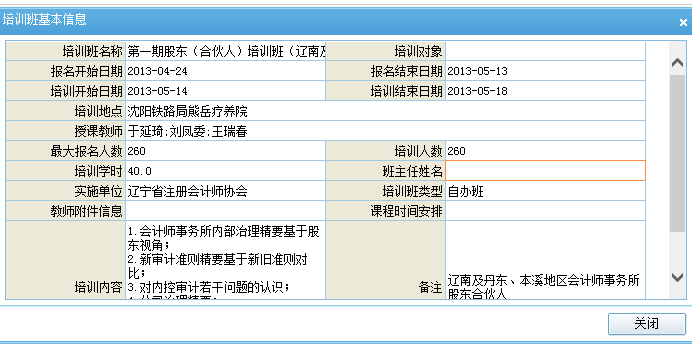 培训班基本信息
培训班名称 第一期股东（合伙人）培训班（辽南及 培训对象
报名开始日期 2013-04-24 报名结束日期 2013-05-13
培训开始日期 2013-05-14 培训结束日期 2013-05-18
培训地点 沈阳铁路局熊岳疗养院
授课教师 于延琦;刘凤委;王瑞春
最大报名人数 260 培训人数 260
培训学时 40.0 班主任姓名
实施单位 辽宁省注册会计师协会 培训班类型 自办班
教师附件信息 课程时间安排
培训内容
1.会计师事务所内部治理精要基于股
东视角；
2.新审计准则精要基于新旧准则对
比；
3.对内控审计若干问题的认识；
4.公司治理精要；
备注
辽南及丹东、本溪地区会计师事务所
股东合伙人
关闭